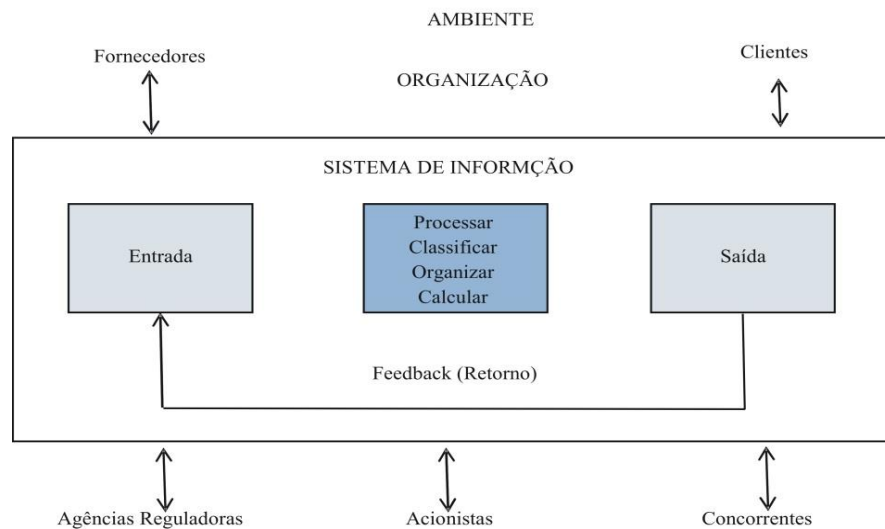 AMBIENTE
Fornecedores
Clientes
ORGANIZAÇÃO
SISTEMA DE INFORMÇÃO
Entrada
Processar
Classificar
Organizar
Calcular
Saída
Feedback (Retorno)
Agências Reguladoras
Acionistas
Concorrentes